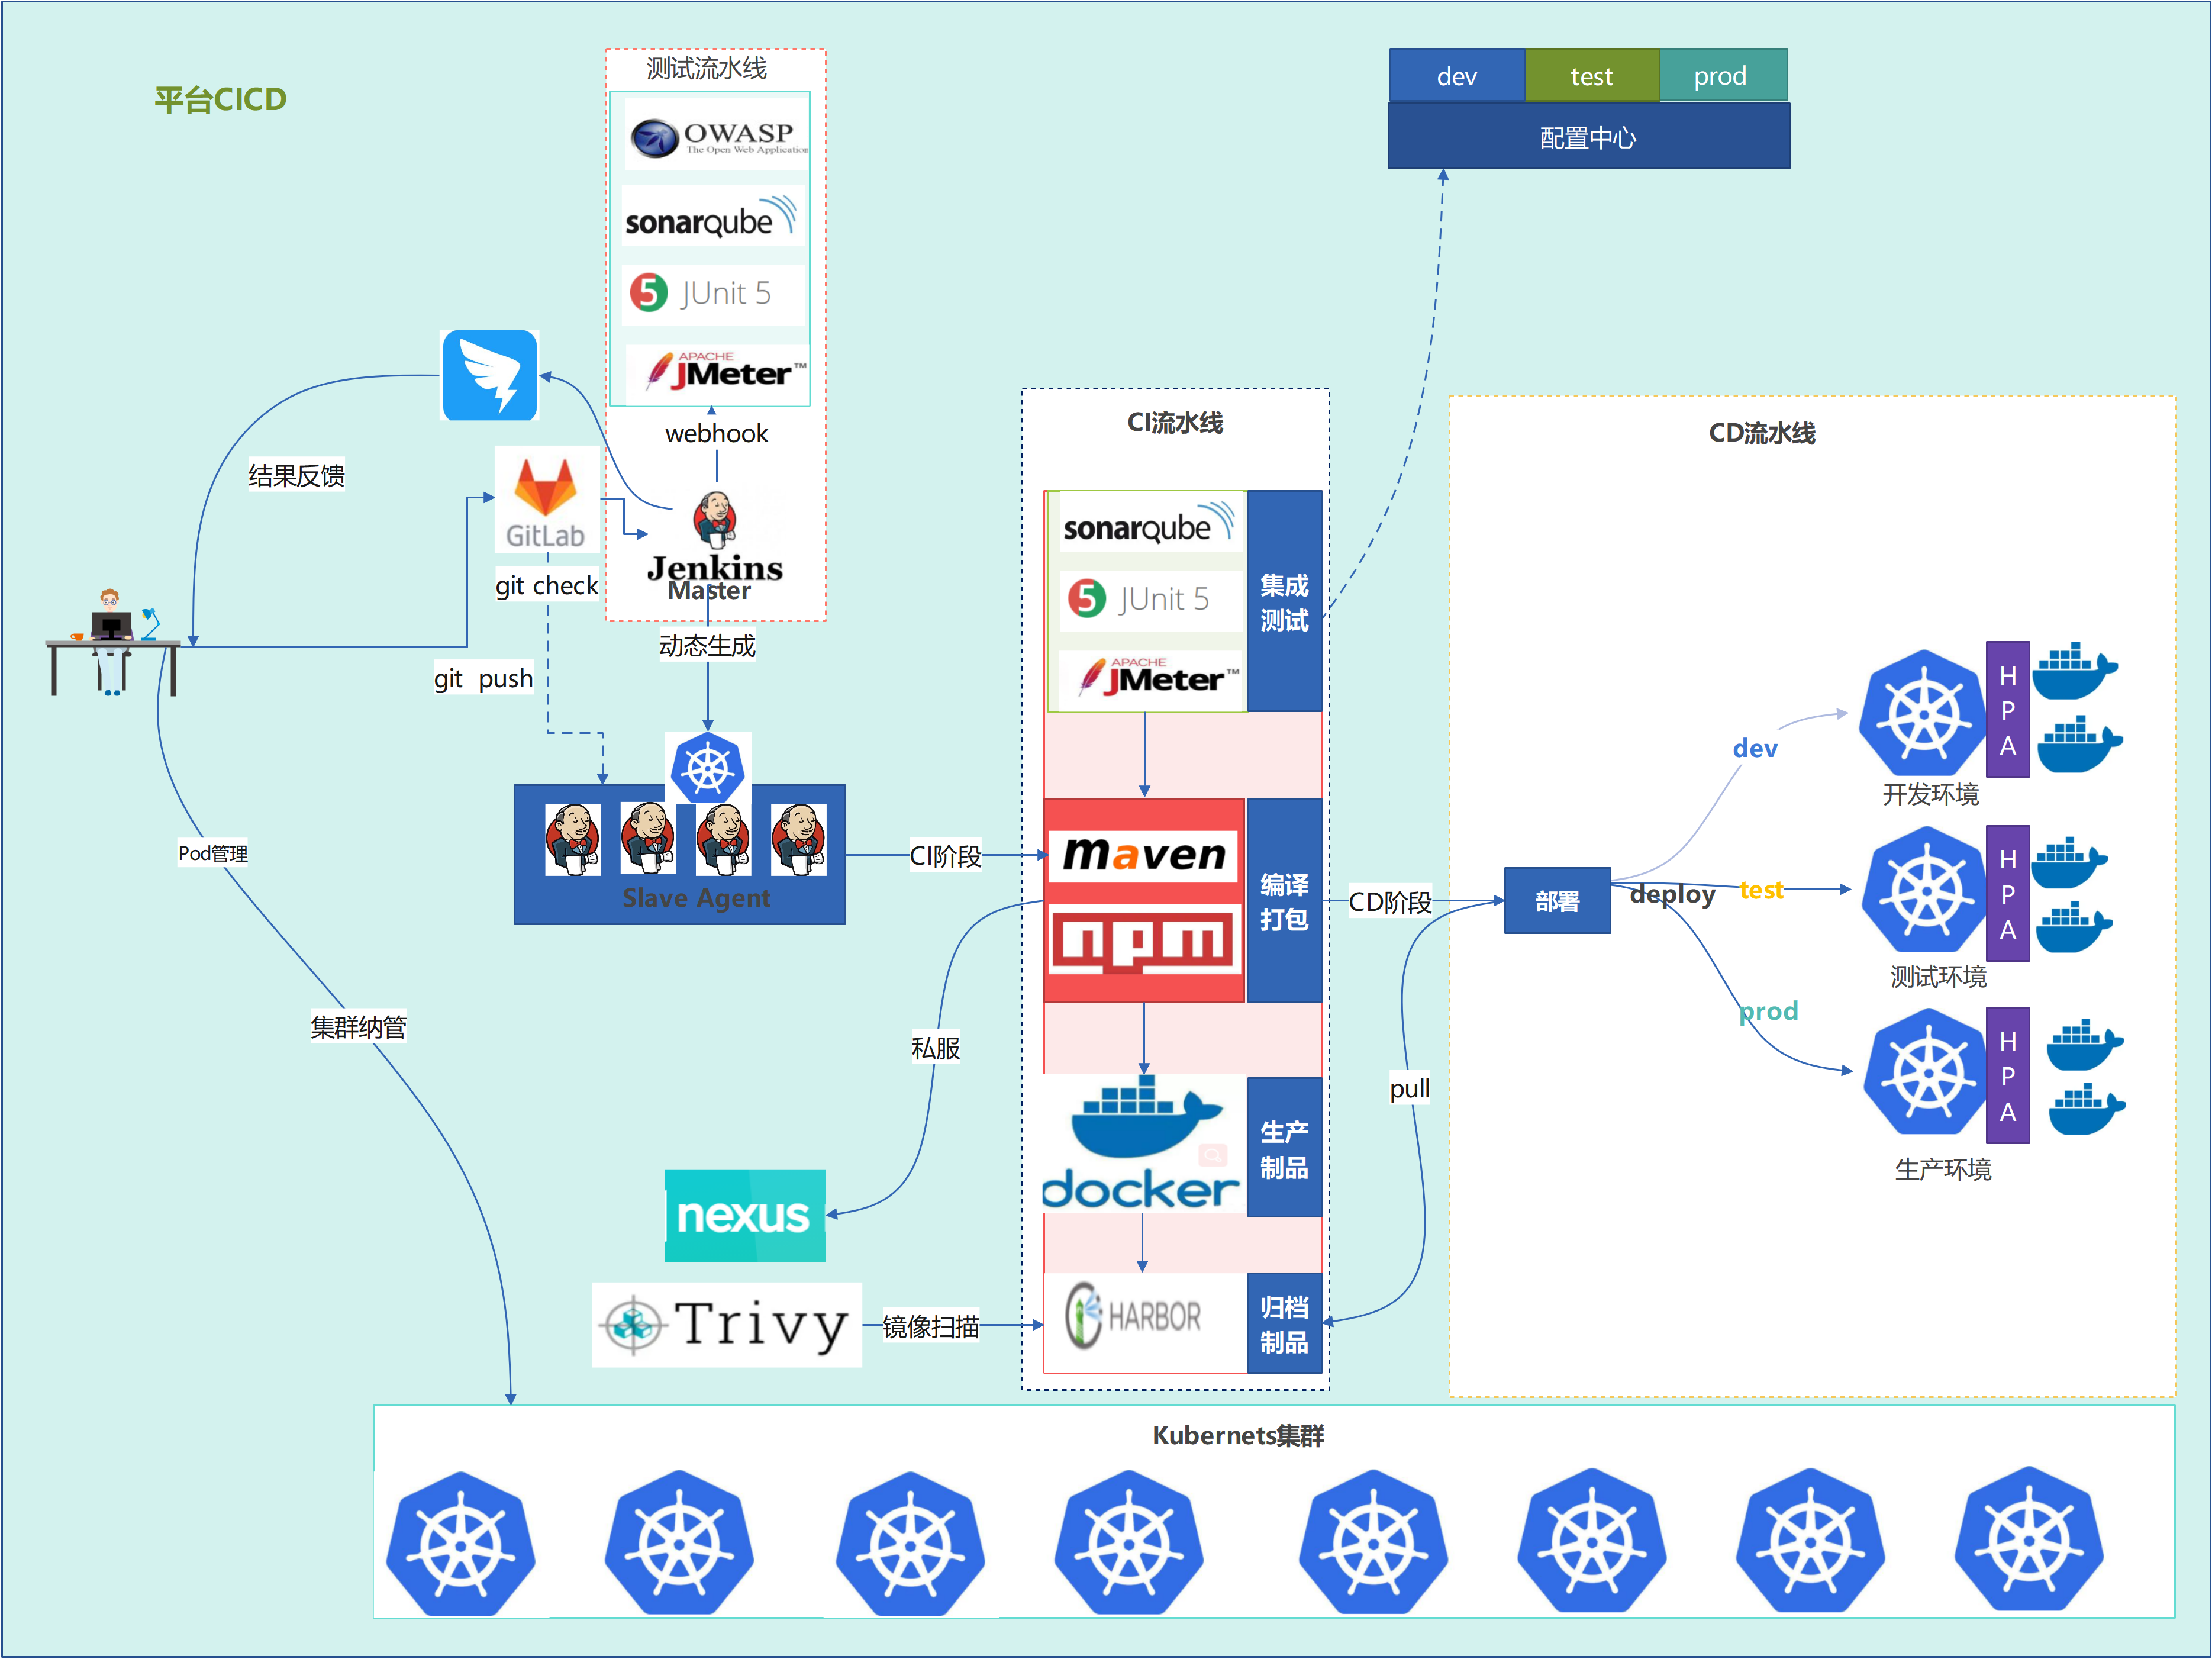 平台CICD
测试流水线
OWASP
The Open Web Application
sonarqube
5 JUnit 5
APACHE
JMeter™
webhook
Jenkins
Master
dev
test
prod
配置中心
结果反馈
GitLab
git check
git push
动态生成
Slave Agent
Pod管理
集群纳管
CI阶段
CI流水线
sonarqube
5 JUnit 5
APACHE
JMeter™
集成
测试
maven
npm
编译
打包
docker
生产
制品
HARBOR
归档
制品
私服
nexus
Trivy
镜像扫描
CD阶段
pull
CD流水线
部署
deploy
dev
test
prod
H
P
A
开发环境
H
P
A
测试环境
H
P
A
生产环境
Kubernets集群